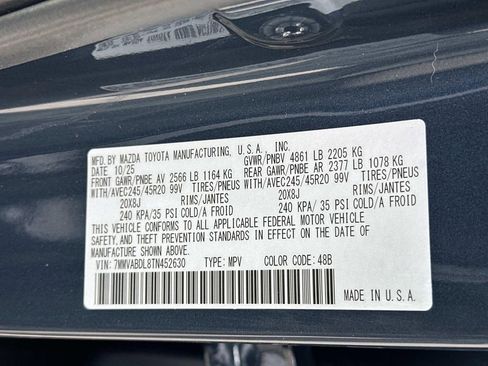 MFD. BY MAZDA TOYOTA MANUFACTURING, U.S.A., INC.
DATE 10/25 GVWR/PNBV 4861 LB 2205 KG
FRONT GAWR/PNBE AV 2566 LB 1164 KG REAR GAWR/PNBE AR 2377 LB 1078 KG
WITH/AVEC245/45R20 99V TIRES/PNEUS WITH/AVEC245/45R20 99V TIRES/PNEUS
20X8J RIMS/JANTES 20X8J RIMS/JANTES
240 KPA/ 35 PSI COLD/A FROID 240 KPA/ 35 PSI COLD/A FROID
THIS VEHICLE CONFORMS TO ALL APPLICABLE FEDERAL MOTOR VEHICLE
SAFETY, AND THEFT PREVENTION STANDARDS IN EFFECT ON THE DATE OF
MANUFACTURE SHOWN ABOVE.
VIN: 7MMVABDL8TN452630 TYPE: MPV COLOR CODE: 48B
MADE IN U.S.A.